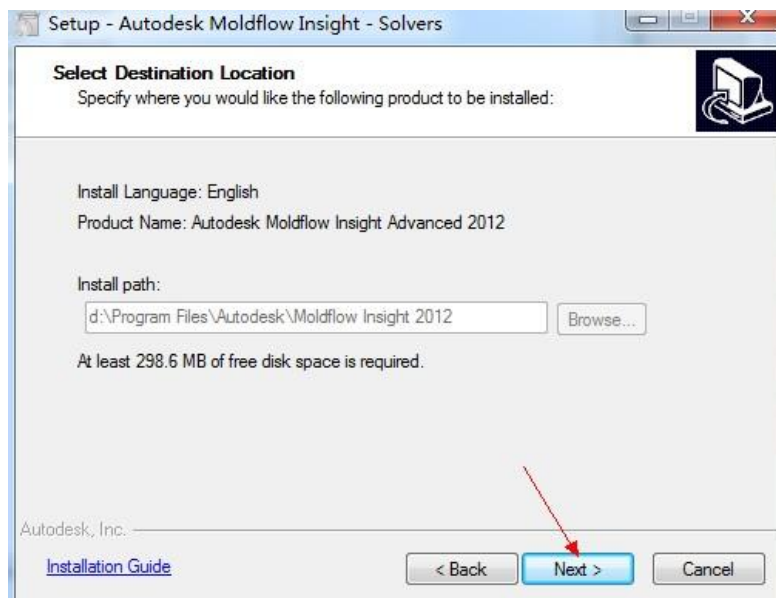 Setup - Autodesk Moldflow Insight - Solvers
Select Destination Location
Specify where you would like the following product to be installed:
Install Language: English
Product Name: Autodesk Moldflow Insight Advanced 2012
Install path:
d:\Program Files\Autodesk\Moldflow Insight 2012
Browse...
At least 298.6 MB of free disk space is required.
Autodesk, Inc.
Installation Guide
< Back
Next >
Cancel